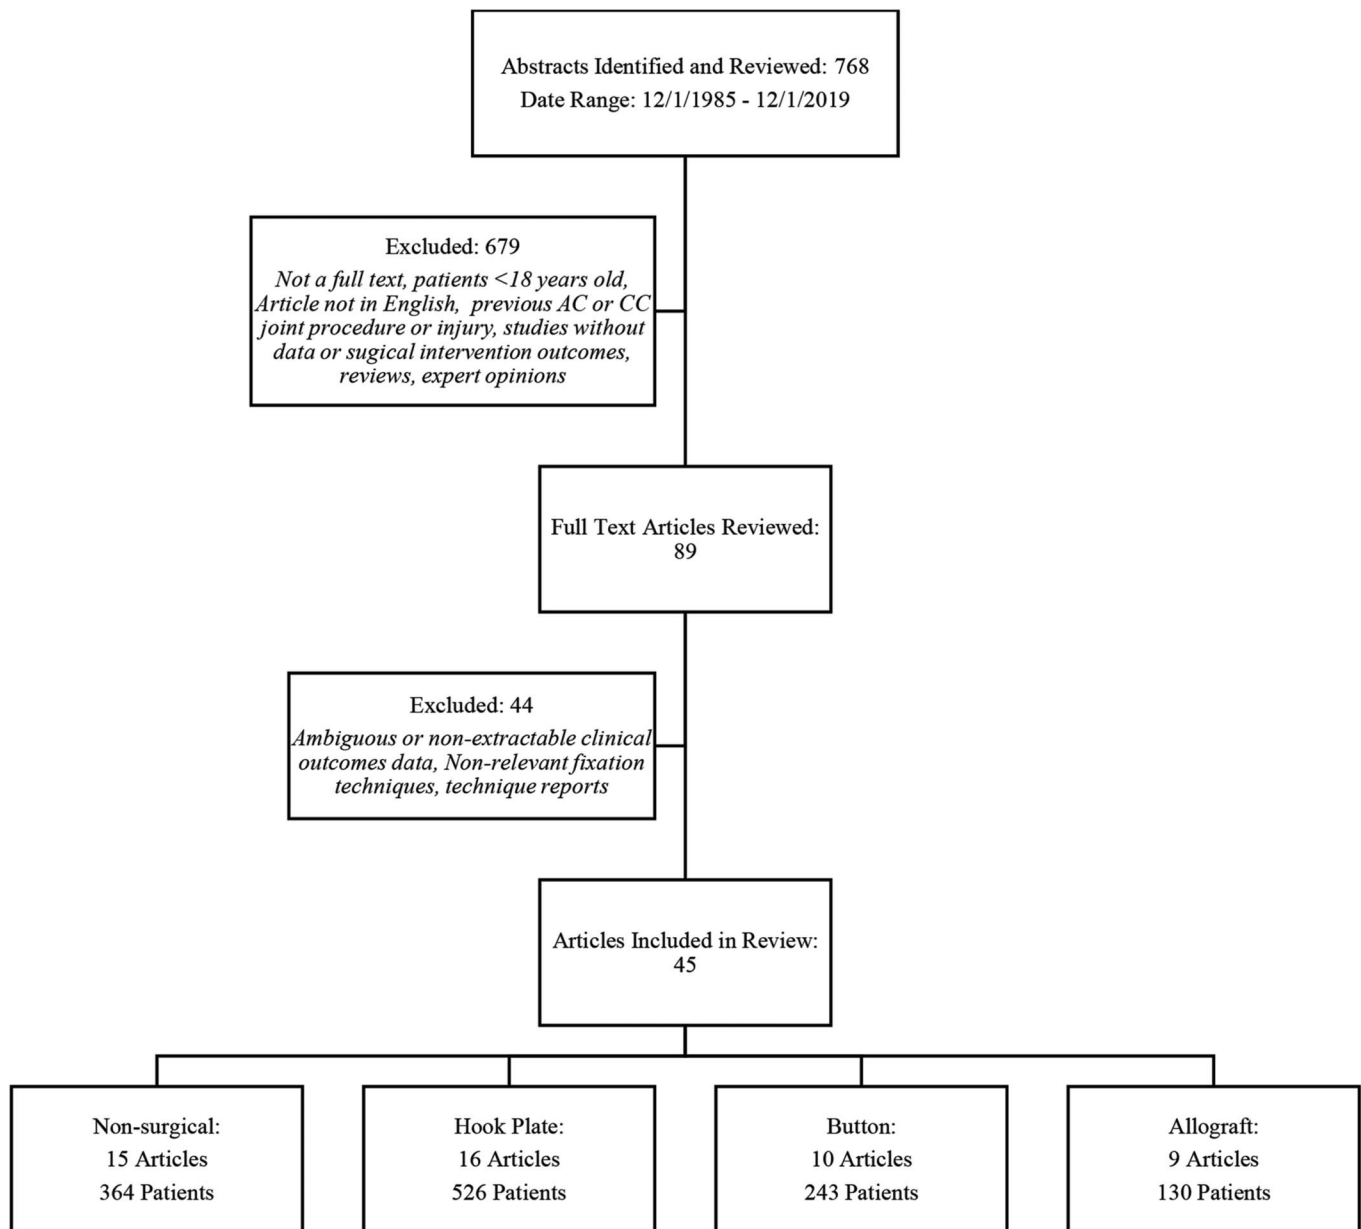 Abstracts Identified and Reviewed: 768
Date Range: 12/1/1985 - 12/1/2019
Excluded: 679
Not a full text, patients <18 years old,
Article not in English, previous AC or CC
joint procedure or injury, studies without
data or sugical intervention outcomes,
reviews, expert opinions
Full Text Articles Reviewed:
89
Excluded: 44
Ambiguous or non-extractable clinical
outcomes data, Non-relevant fixation
techniques, technique reports
Articles Included in Review:
45
Non-surgical:
15 Articles
364 Patients
Hook Plate:
16 Articles
526 Patients
Button:
10 Articles
243 Patients
Allograft:
9 Articles
130 Patients